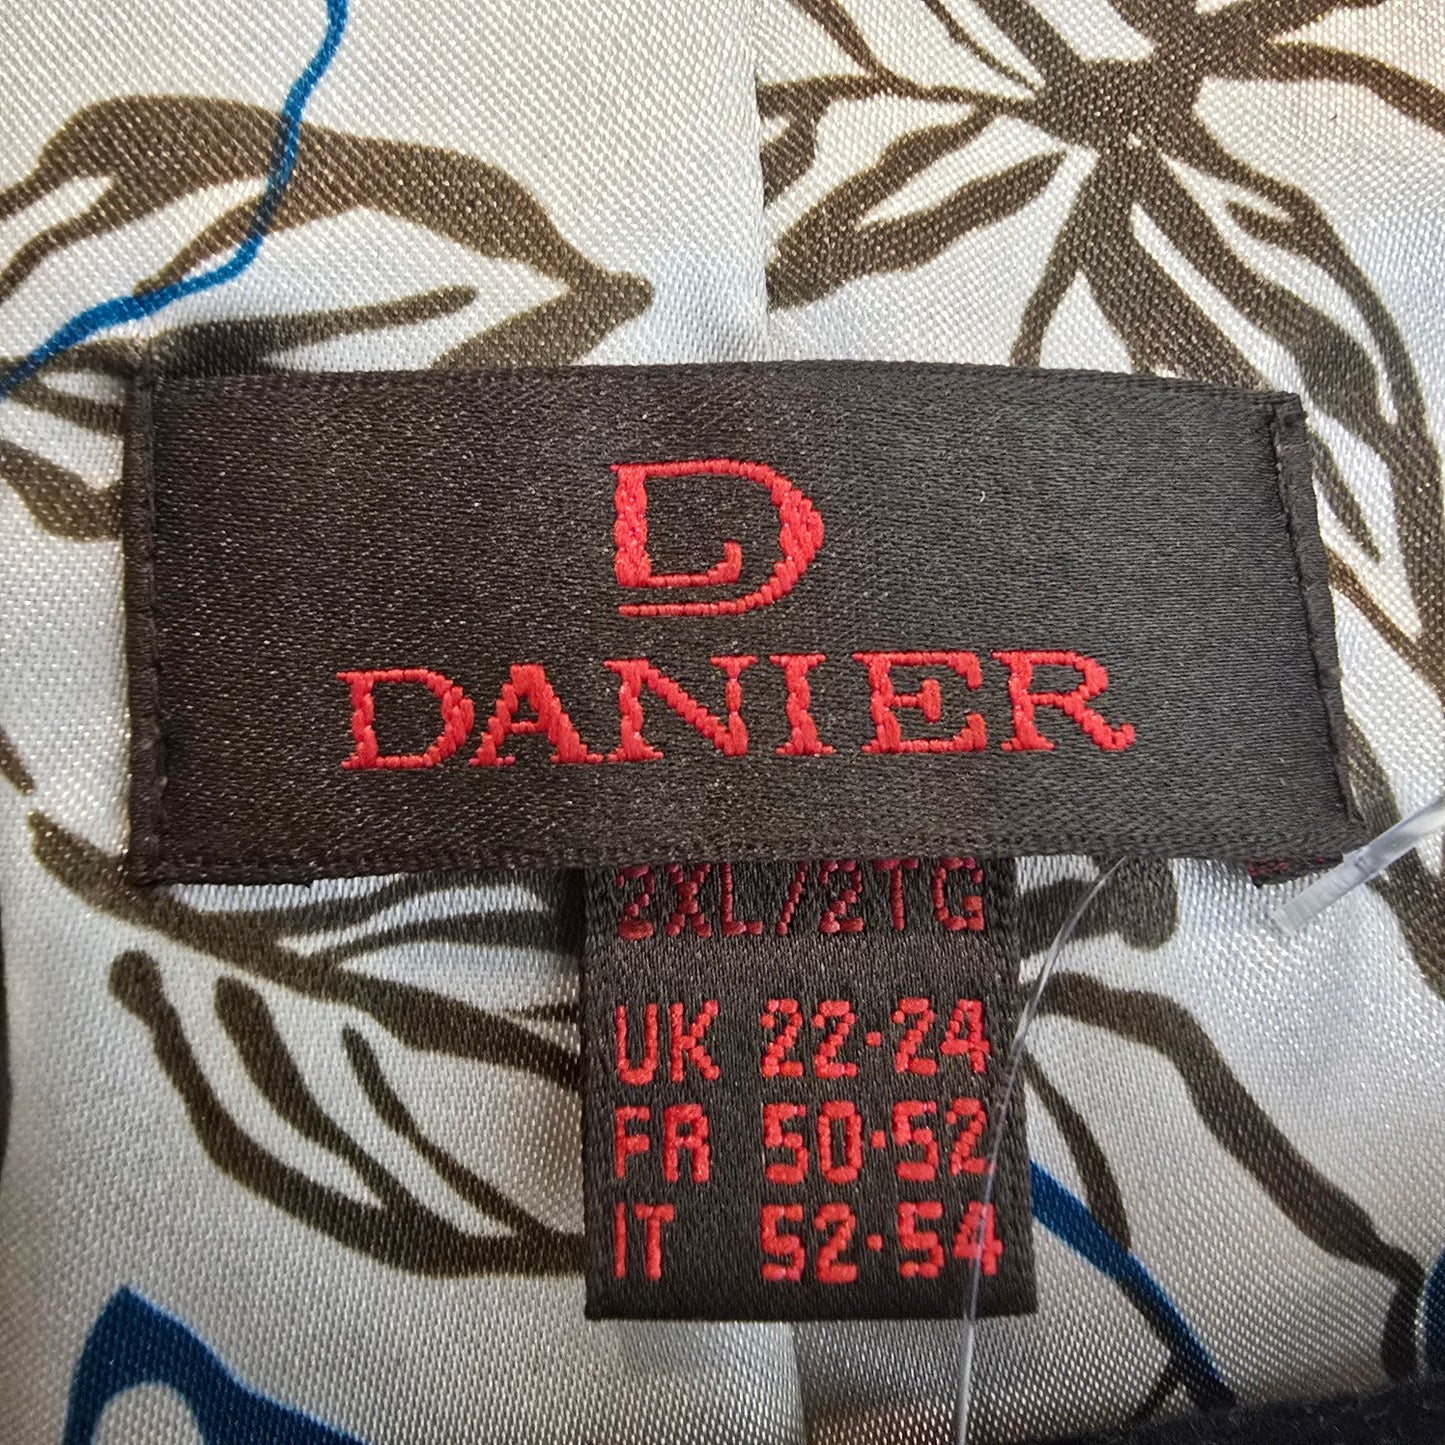 D
DANIER
2XL/2TG
UK 22·24
FR 50·52
IT 52·54